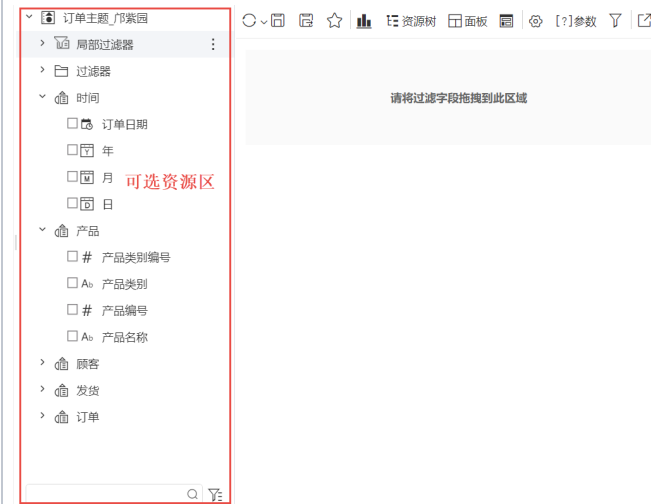 订单主题_邝紫园
资源树 面板 [?]参数
局部过滤器
过滤器
请将过滤字段拖拽到此区域
时间
订单日期
Y 年
M 月
可选资源区
D 日
产品
# 产品类别编号
Ab 产品类别
# 产品编号
Ab 产品名称
顾客
发货
订单